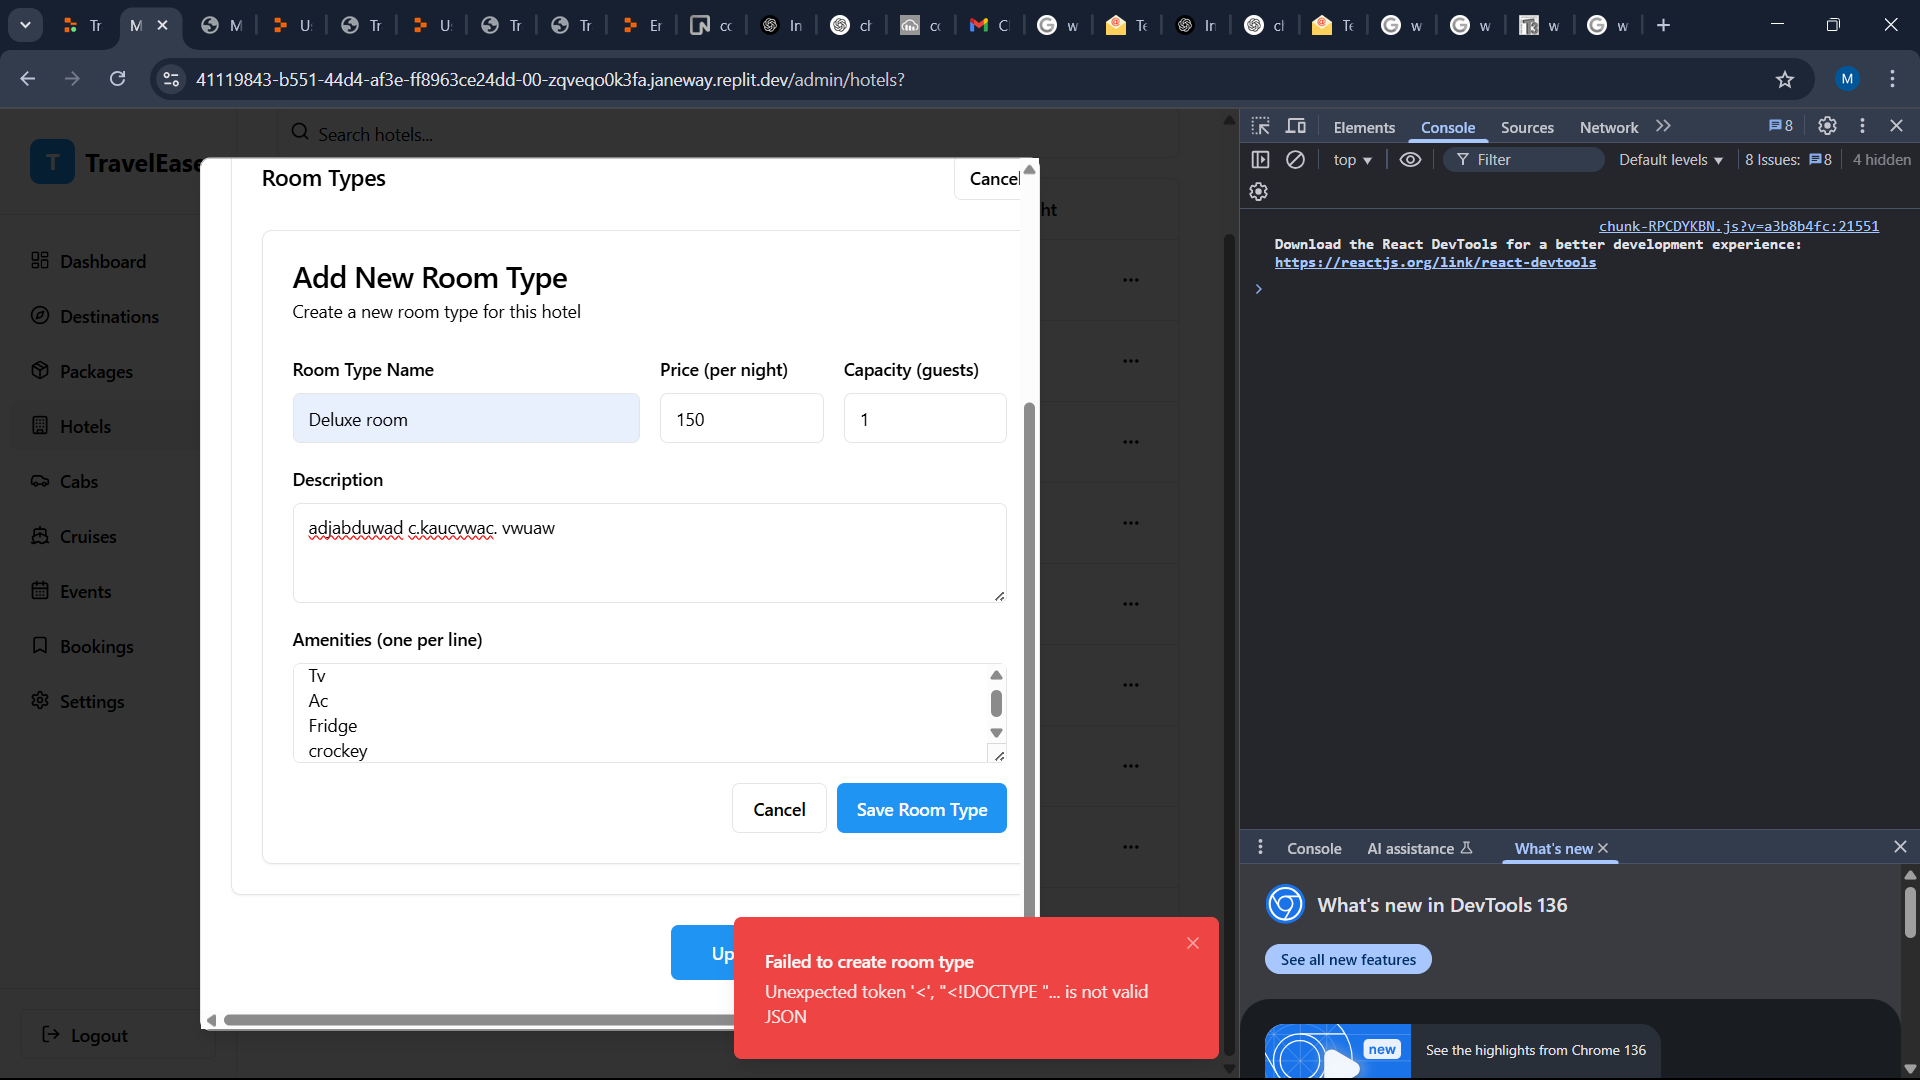 Tr
M
M
U
Tr
U
Tr
Tr
Er
cc
In
cl
cc
C
w
Te
In
cl
Te
w
w
w
w
41119843-b551-44d4-af3e-ff8963ce24dd-00-zqveqo0k3fa.janeway.replit.dev/admin/hotels?
M
T
TravelEase
Dashboard
Destinations
Packages
Hotels
Cabs
Cruises
Events
Bookings
Settings
Logout
Search hotels...
ht
Room Types
Cancel
Add New Room Type
Create a new room type for this hotel
Room Type Name
Price (per night)
Capacity (guests)
Deluxe room
150
1
Description
adjabduwad c.kaucvwac. vwuaw
Amenities (one per line)
Tv
Ac
Fridge
crockey
Cancel
Save Room Type
Up
Failed to create room type
Unexpected token '<', "<!DOCTYPE "... is not valid
JSON
Elements
Console
Sources
Network
8
top
Filter
Default levels
8 Issues:
8
4 hidden
chunk-RPCDYKBN.js?v=a3b8b4fc:21551
Download the React DevTools for a better development experience:
https://reactjs.org/link/react-devtools
Console
AI assistance
What's new
What's new in DevTools 136
See all new features
new
See the highlights from Chrome 136